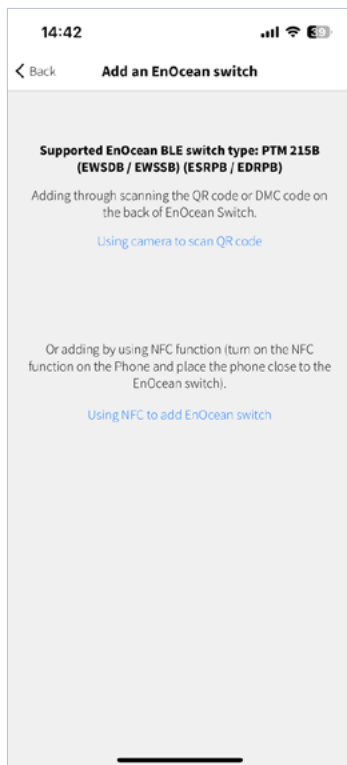 14:42
39
Back
Add an EnOcean switch
Supported EnOcean BLE switch type: PTM 215B
(EWSDB / EWSSB) (ESRPB / EDRPB)
Adding through scanning the QR code or DMC code on
the back of EnOcean Switch.
Using camera to scan QR code
Or adding by using NFC function (turn on the NFC
function on the Phone and place the phone close to the
EnOcean switch).
Using NFC to add EnOcean switch